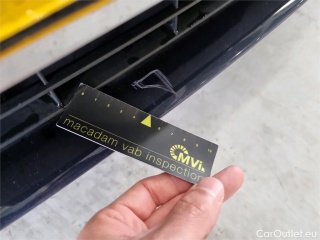 MVi.
macadam vab inspection
CarOutlet.eu